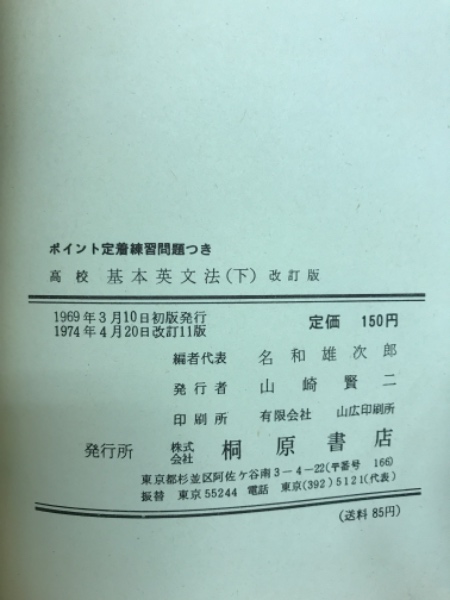 ポイント定着練習問題つき
高校 基本英文法(下) 改訂版
1969年3月10日初版発行
1974年4月20日改訂11版
定価 150円
編者代表 名和雄次郎
発行者 山崎賢二
印刷所 有限会社 山広印刷所
発行所 株式会社 桐原書店
東京都杉並区阿佐ケ谷南3-4-22(〒番号 166)
振替 東京55244 電話 東京(392)5121(代表)
(送料 85円)